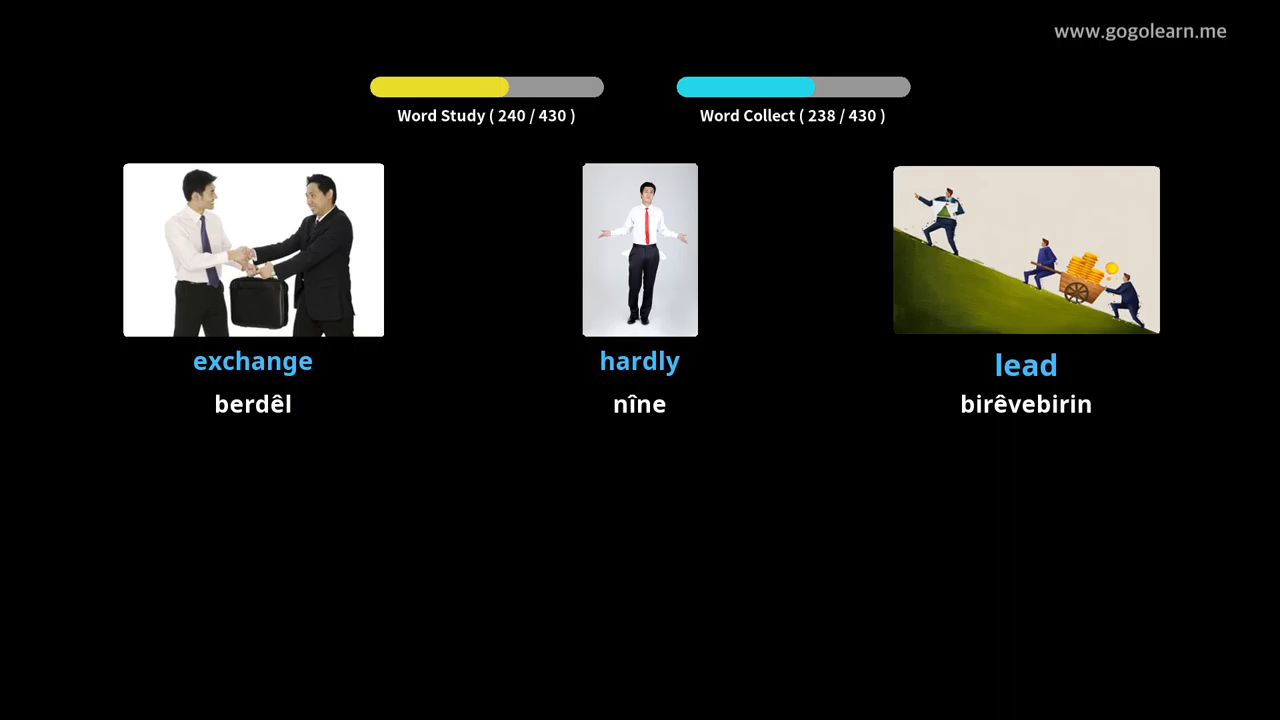 www.gogolearn.me
Word Study ( 240 / 430 )
Word Collect ( 238 / 430 )
exchange
hardly
lead
berdêl
nîne
birêvebirin